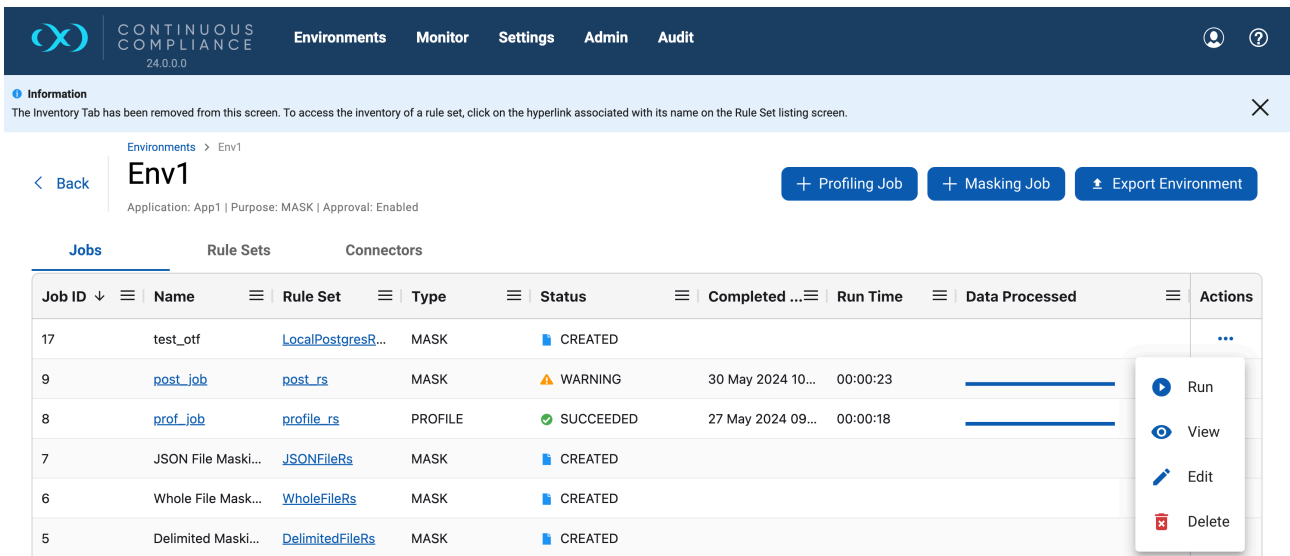 CONTINUOUS
COMPLIANCE
24.0.0.0
Environments Monitor Settings Admin Audit
Information
The Inventory Tab has been removed from this screen. To access the inventory of a rule set, click on the hyperlink associated with its name on the Rule Set listing screen.
Environments > Env1
Back
Env1
+ Profiling Job + Masking Job Export Environment
Application: App1 | Purpose: MASK | Approval: Enabled
Jobs Rule Sets Connectors
Job ID Name Rule Set Type Status Completed ... Run Time Data Processed Actions
17 test_otf LocalPostgresR... MASK CREATED
9 post_job post_rs MASK WARNING 30 May 2024 10... 00:00:23
Run
8 prof_job profile_rs PROFILE SUCCEEDED 27 May 2024 09... 00:00:18
View
7 JSON File Maski... JSONFileRs MASK CREATED
Edit
6 Whole File Mask... WholeFileRs MASK CREATED
Delete
5 Delimited Maski... DelimitedFileRs MASK CREATED